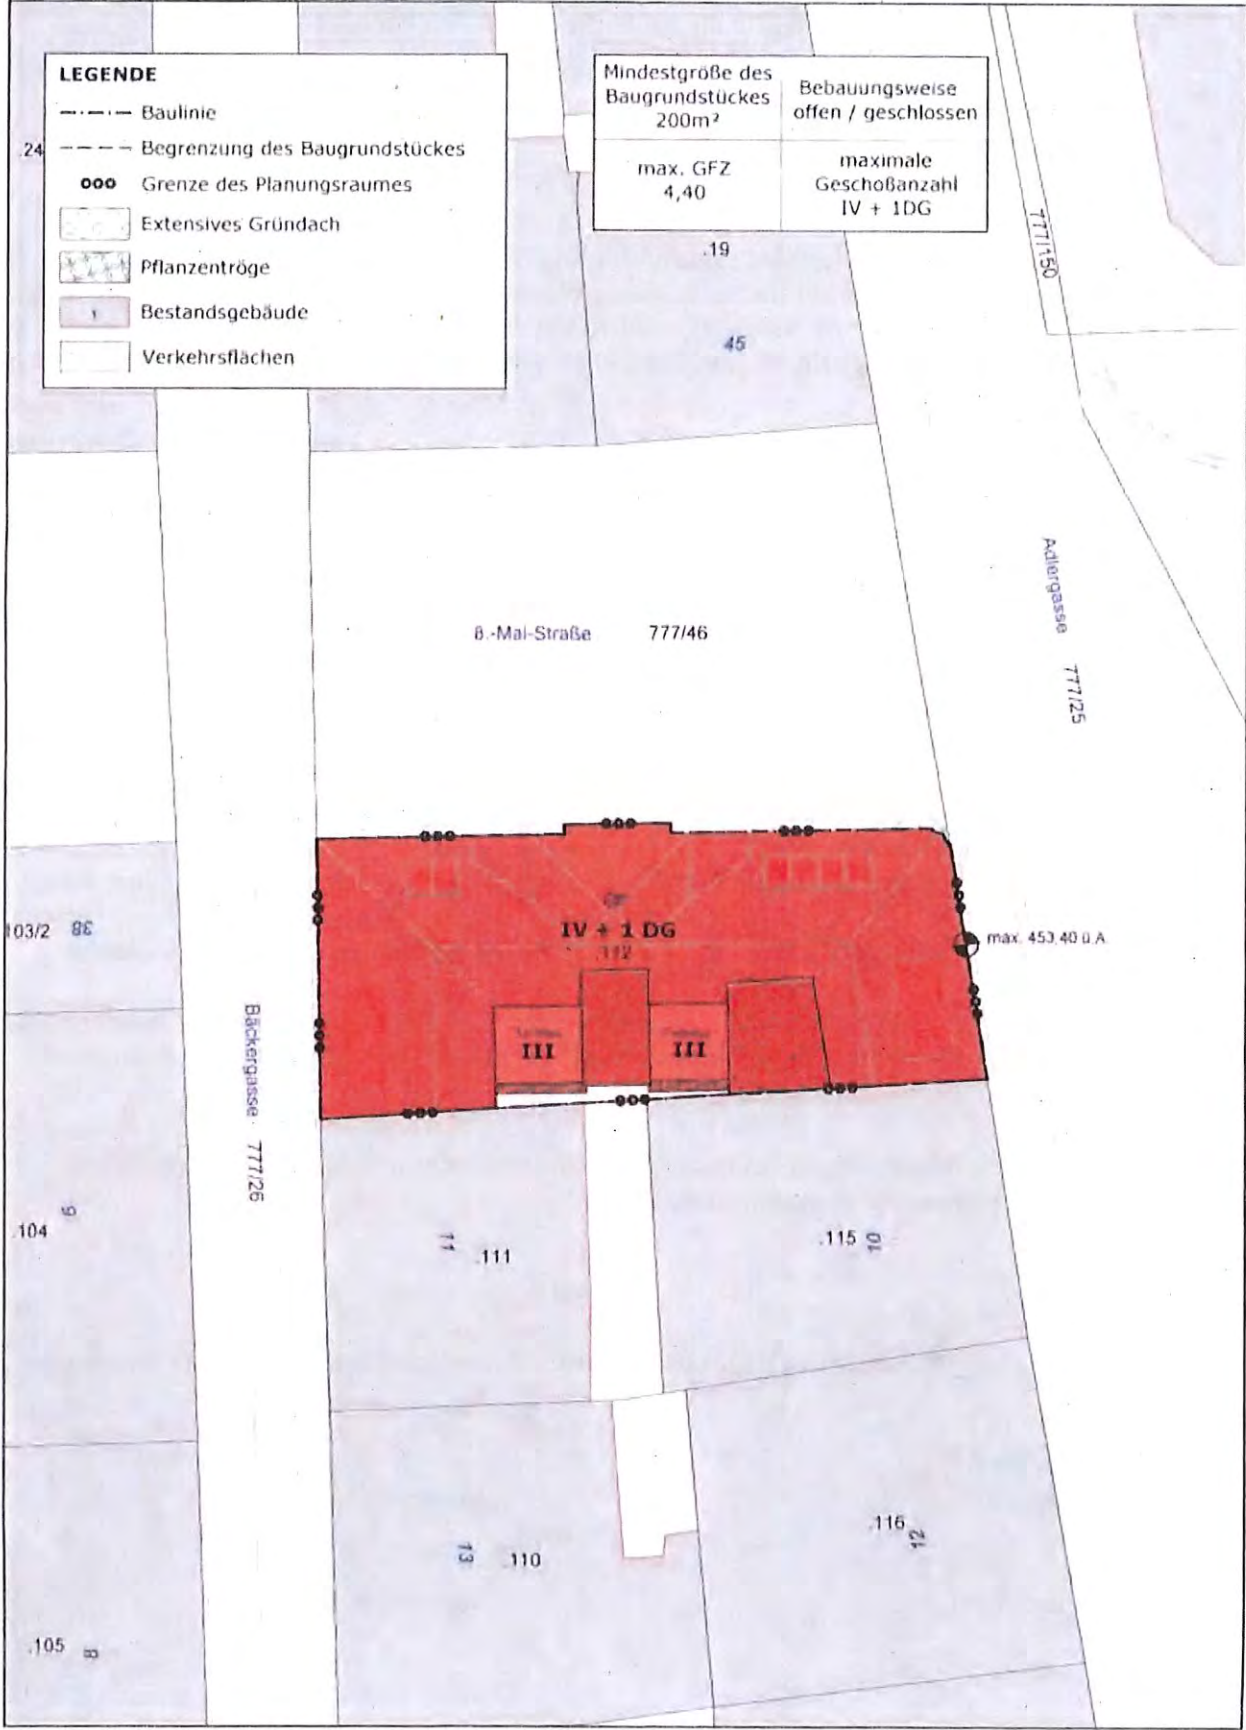 LEGENDE
Baulinie
Begrenzung des Baugrundstückes
Grenze des Planungsraumes
Extensives Gründach
Pflanzentröge
Bestandsgebäude
Verkehrsflächen
Mindestgröße des
Baugrundstückes
200m²
Bebauungsweise
offen / geschlossen
max. GFZ
4,40
maximale
Geschoßanzahl
IV + 1DG
.24
.19
45
777/150
8.-Mai-Straße 777/46
Adlergasse 777/25
103/2 38
IV + 1 DG
.112
max. 453,40 ü.A.
III
III
Bäckergasse 777/26
.104 9
11 .111
.115 10
13 .110
.116 12
.105 8